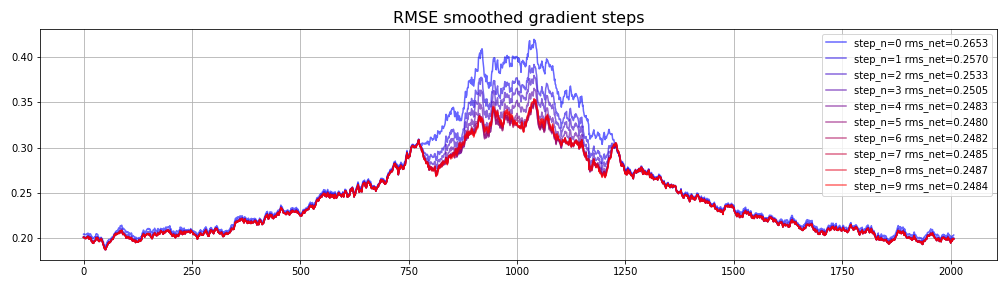 RMSE smoothed gradient steps
0.40
0.35
0.30
0.25
0.20
0 250 500 750 1000 1250 1500 1750 2000
step_n=0 rms_net=0.2653
step_n=1 rms_net=0.2570
step_n=2 rms_net=0.2533
step_n=3 rms_net=0.2505
step_n=4 rms_net=0.2483
step_n=5 rms_net=0.2480
step_n=6 rms_net=0.2482
step_n=7 rms_net=0.2485
step_n=8 rms_net=0.2487
step_n=9 rms_net=0.2484